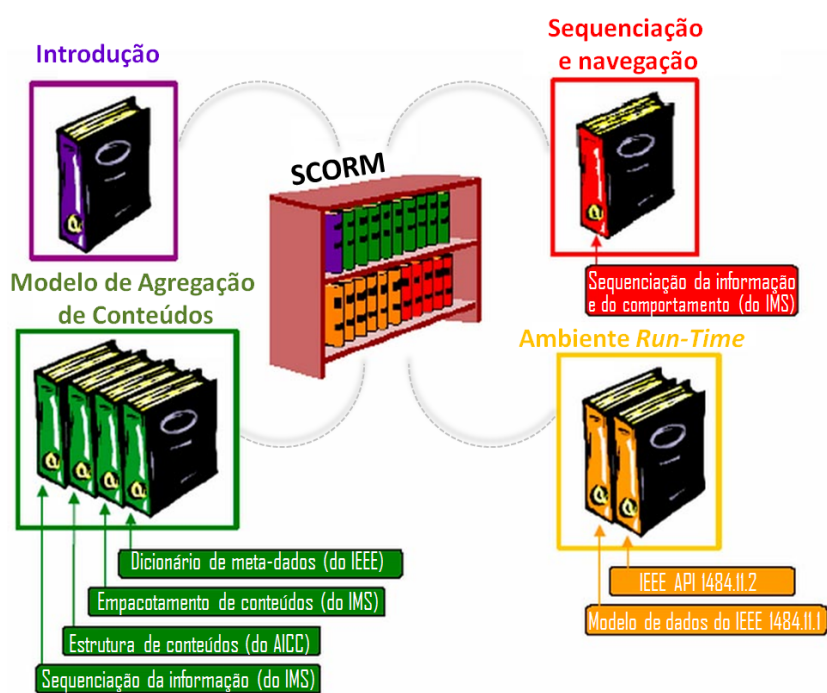 Introdução
Sequenciação
e navegação
SCORM
Sequenciação da informação
e do comportamento (do IMS)
Modelo de Agregação
de Conteúdos
Ambiente Run-Time
Dicionário de meta-dados (do IEEE)
Empacotamento de conteúdos (do IMS)
Estrutura de conteúdos (do AICC)
Sequenciação da informação (do IMS)
IEEE API 1484.11.2
Modelo de dados do IEEE 1484.11.1